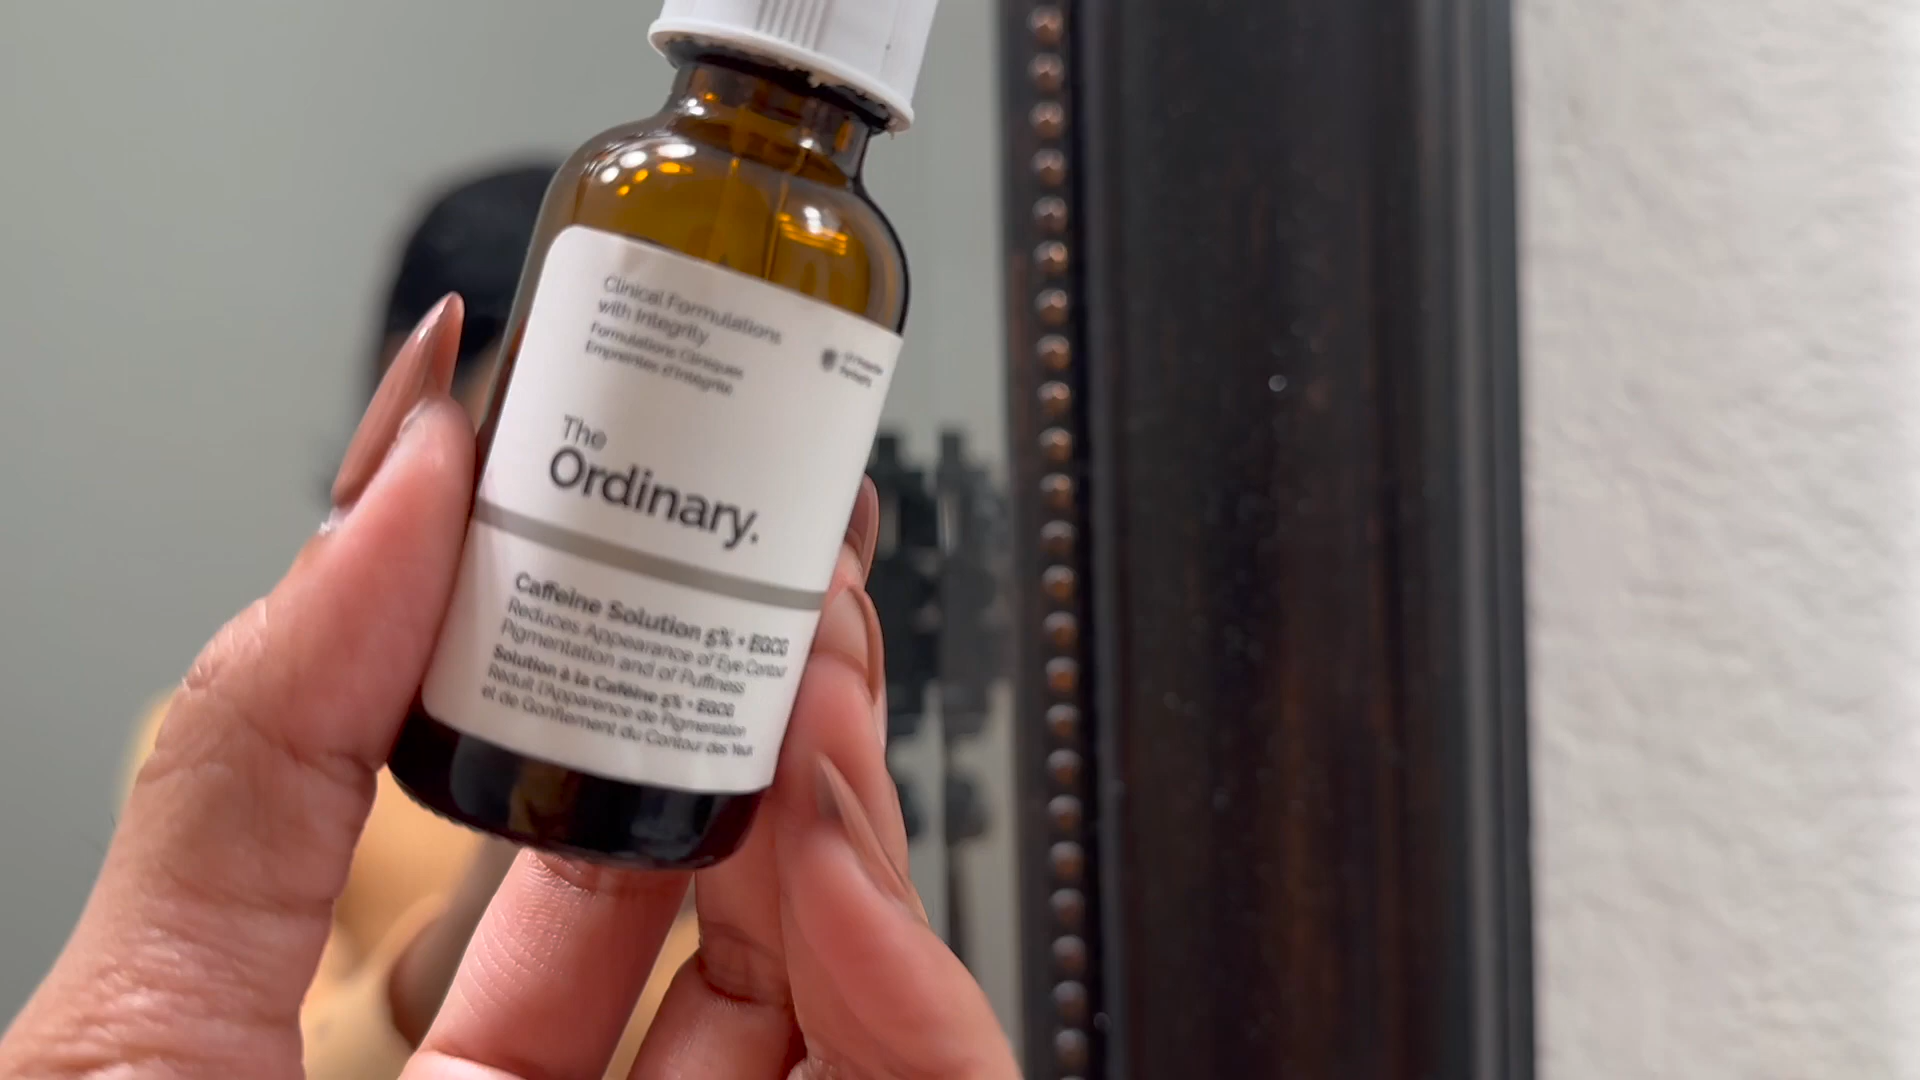 Clinical Formulations
with Integrity
Formulations Cliniques
Empreintes d'Intégrité
The
Ordinary.
Caffeine Solution 5% + EGCG
Reduces Appearance of Eye Contour
Pigmentation and of Puffiness
Solution à la Caféine 5% + EGCG
Réduit L'Apparence de Pigmentation
et de Gonflement du Contour des Yeux